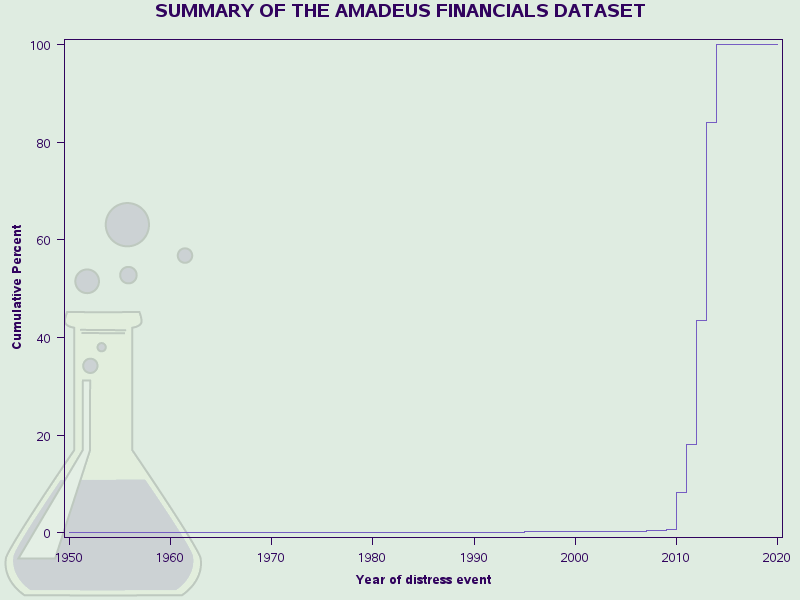 SUMMARY OF THE AMADEUS FINANCIALS DATASET
100
80
60
40
20
0
Cumulative Percent
1950 1960 1970 1980 1990 2000 2010 2020
Year of distress event